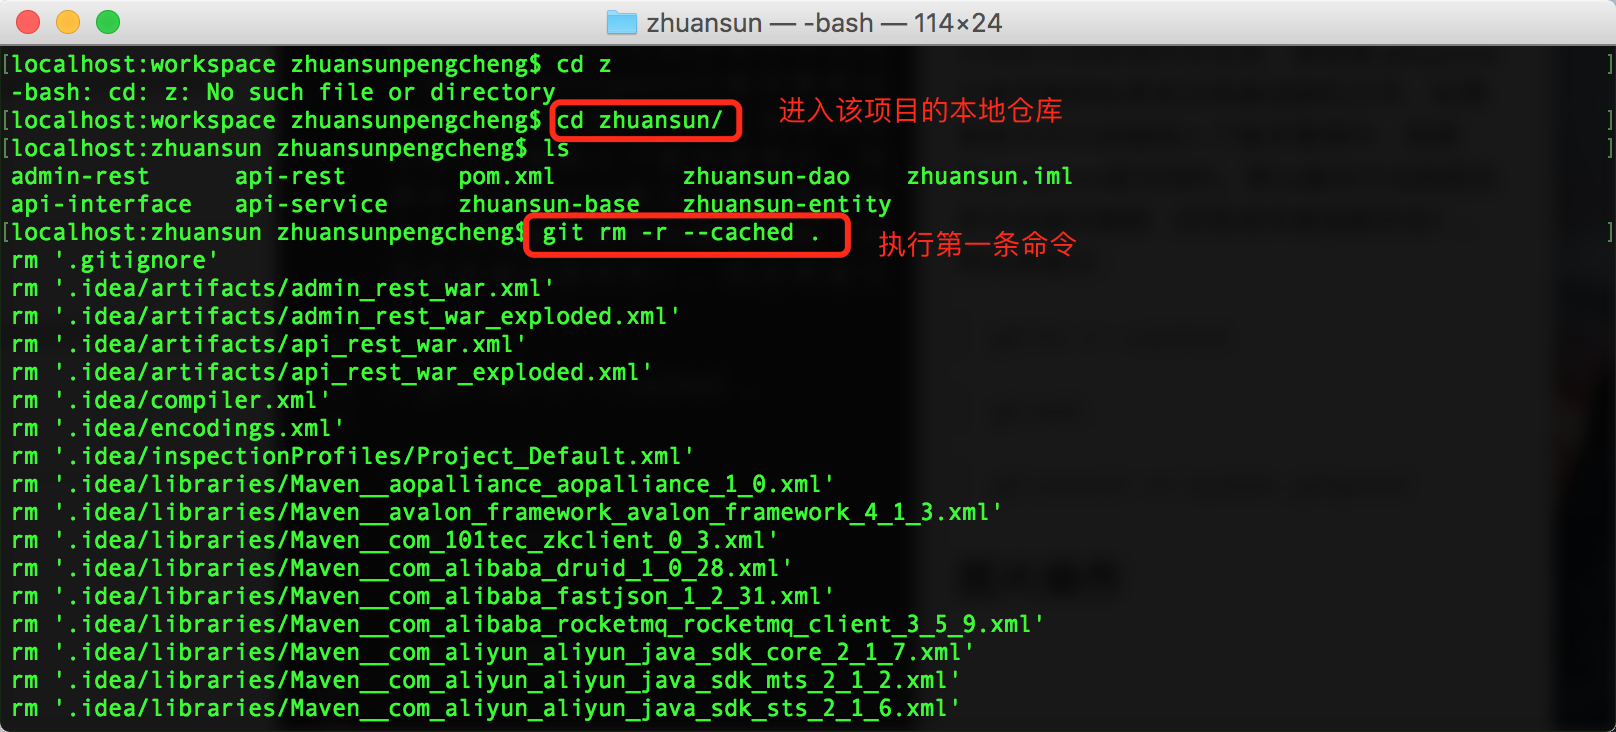 zhuansun — -bash — 114×24
[localhost:workspace zhuansunpengcheng$ cd z ]
-bash: cd: z: No such file or directory
[localhost:workspace zhuansunpengcheng$ cd zhuansun/ 进入该项目的本地仓库 ]
[localhost:zhuansun zhuansunpengcheng$ ls ]
admin-rest api-rest pom.xml zhuansun-dao zhuansun.iml
api-interface api-service zhuansun-base zhuansun-entity
[localhost:zhuansun zhuansunpengcheng$ git rm -r --cached . 执行第一条命令 ]
rm '.gitignore'
rm '.idea/artifacts/admin_rest_war.xml'
rm '.idea/artifacts/admin_rest_war_exploded.xml'
rm '.idea/artifacts/api_rest_war.xml'
rm '.idea/artifacts/api_rest_war_exploded.xml'
rm '.idea/compiler.xml'
rm '.idea/encodings.xml'
rm '.idea/inspectionProfiles/Project_Default.xml'
rm '.idea/libraries/Maven__aopalliance_aopalliance_1_0.xml'
rm '.idea/libraries/Maven__avalon_framework_avalon_framework_4_1_3.xml'
rm '.idea/libraries/Maven__com_101tec_zkclient_0_3.xml'
rm '.idea/libraries/Maven__com_alibaba_druid_1_0_28.xml'
rm '.idea/libraries/Maven__com_alibaba_fastjson_1_2_31.xml'
rm '.idea/libraries/Maven__com_alibaba_rocketmq_rocketmq_client_3_5_9.xml'
rm '.idea/libraries/Maven__com_aliyun_aliyun_java_sdk_core_2_1_7.xml'
rm '.idea/libraries/Maven__com_aliyun_aliyun_java_sdk_mts_2_1_2.xml'
rm '.idea/libraries/Maven__com_aliyun_aliyun_java_sdk_sts_2_1_6.xml'